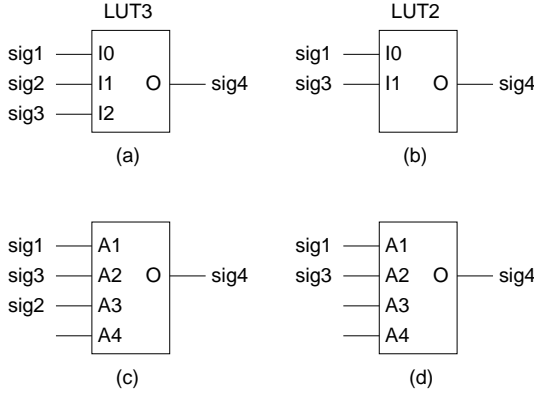 LUT3
sig1 I0
sig2 I1 O sig4
sig3 I2
(a)
LUT2
sig1 I0
sig3 I1 O sig4
(b)
sig1 A1
sig3 A2 O sig4
sig2 A3
A4
(c)
sig1 A1
sig3 A2 O sig4
A3
A4
(d)